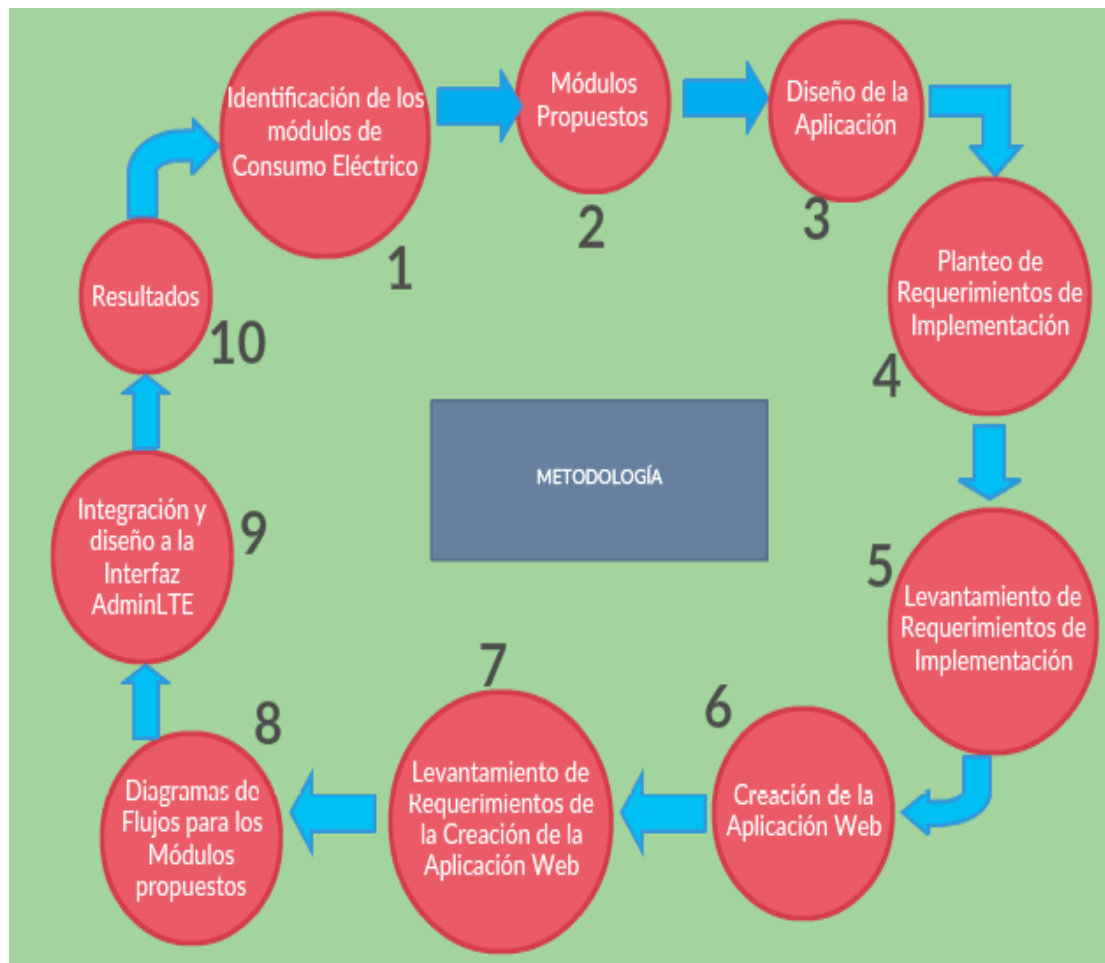 Identificación de los
módulos de
Consumo Eléctrico
1
Módulos
Propuestos
2
Diseño de la
Aplicación
3
Planteo de
Requerimientos de
Implementación
4
Levantamiento de
Requerimientos de
Implementación
5
Creación de la
Aplicación Web
6
Levantamiento de
Requerimientos de
la Creación de la
Aplicación Web
7
Diagramas de
Flujos para los
Módulos
propuestos
8
Integración y
diseño a la
Interfaz
AdminLTE
9
Resultados
10
METODOLOGÍA